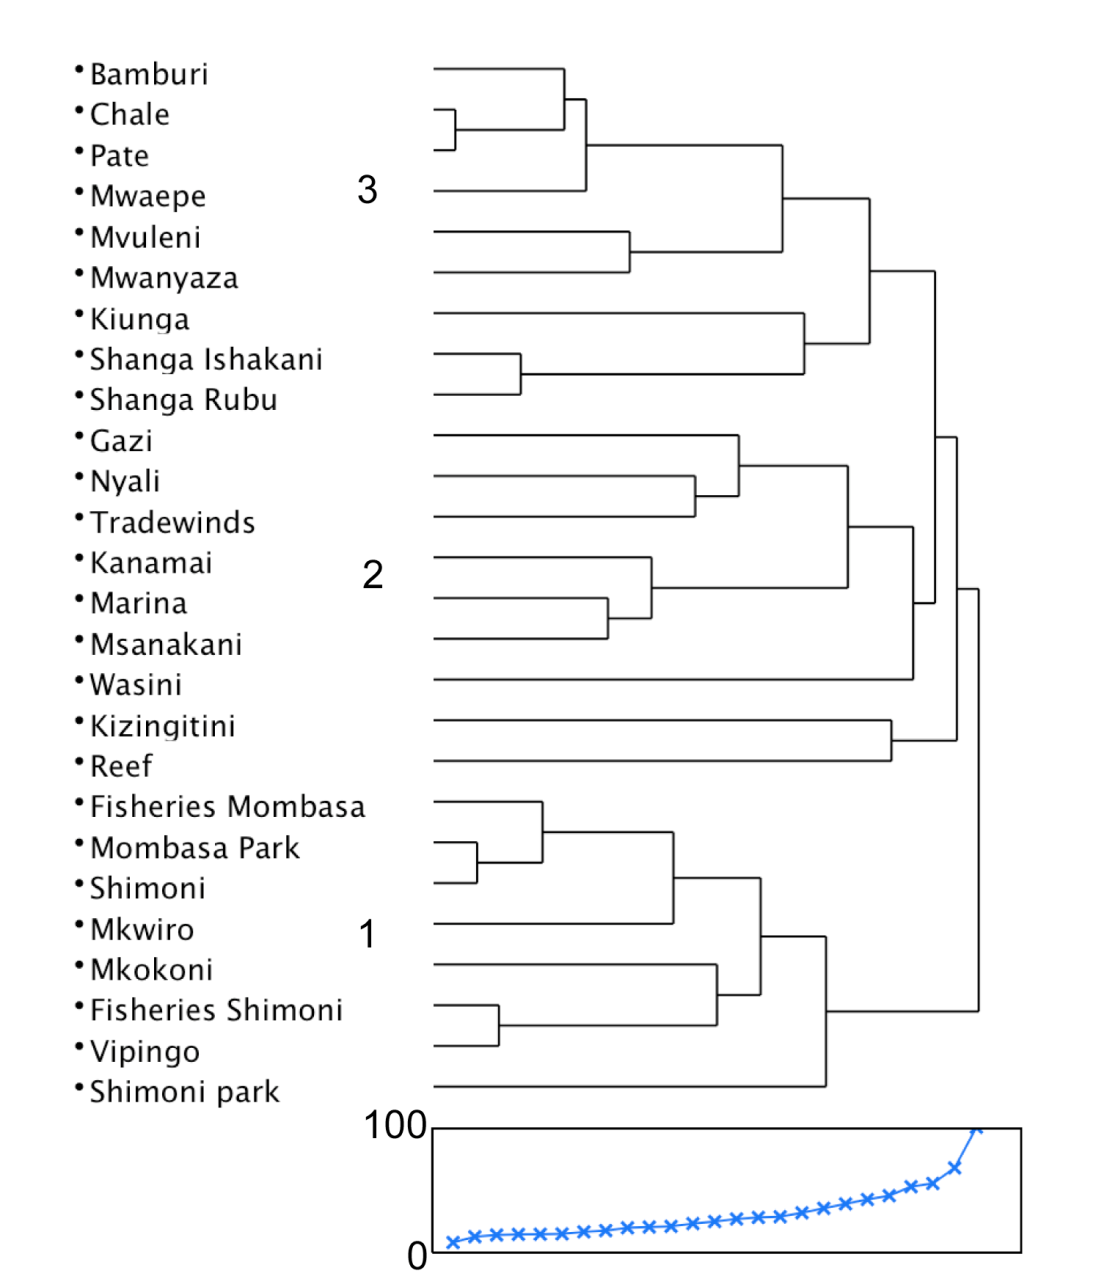 • Bamburi
• Chale
• Pate
3
• Mwaepe
• Mvuleni
• Mwanyaza
• Kiunga
• Shanga Ishakani
• Shanga Rubu
• Gazi
• Nyali
• Tradewinds
• Kanamai
2
• Marina
• Msanakani
• Wasini
• Kizingitini
• Reef
• Fisheries Mombasa
• Mombasa Park
• Shimoni
• Mkwiro
1
• Mkokoni
• Fisheries Shimoni
• Vipingo
• Shimoni park
100
0